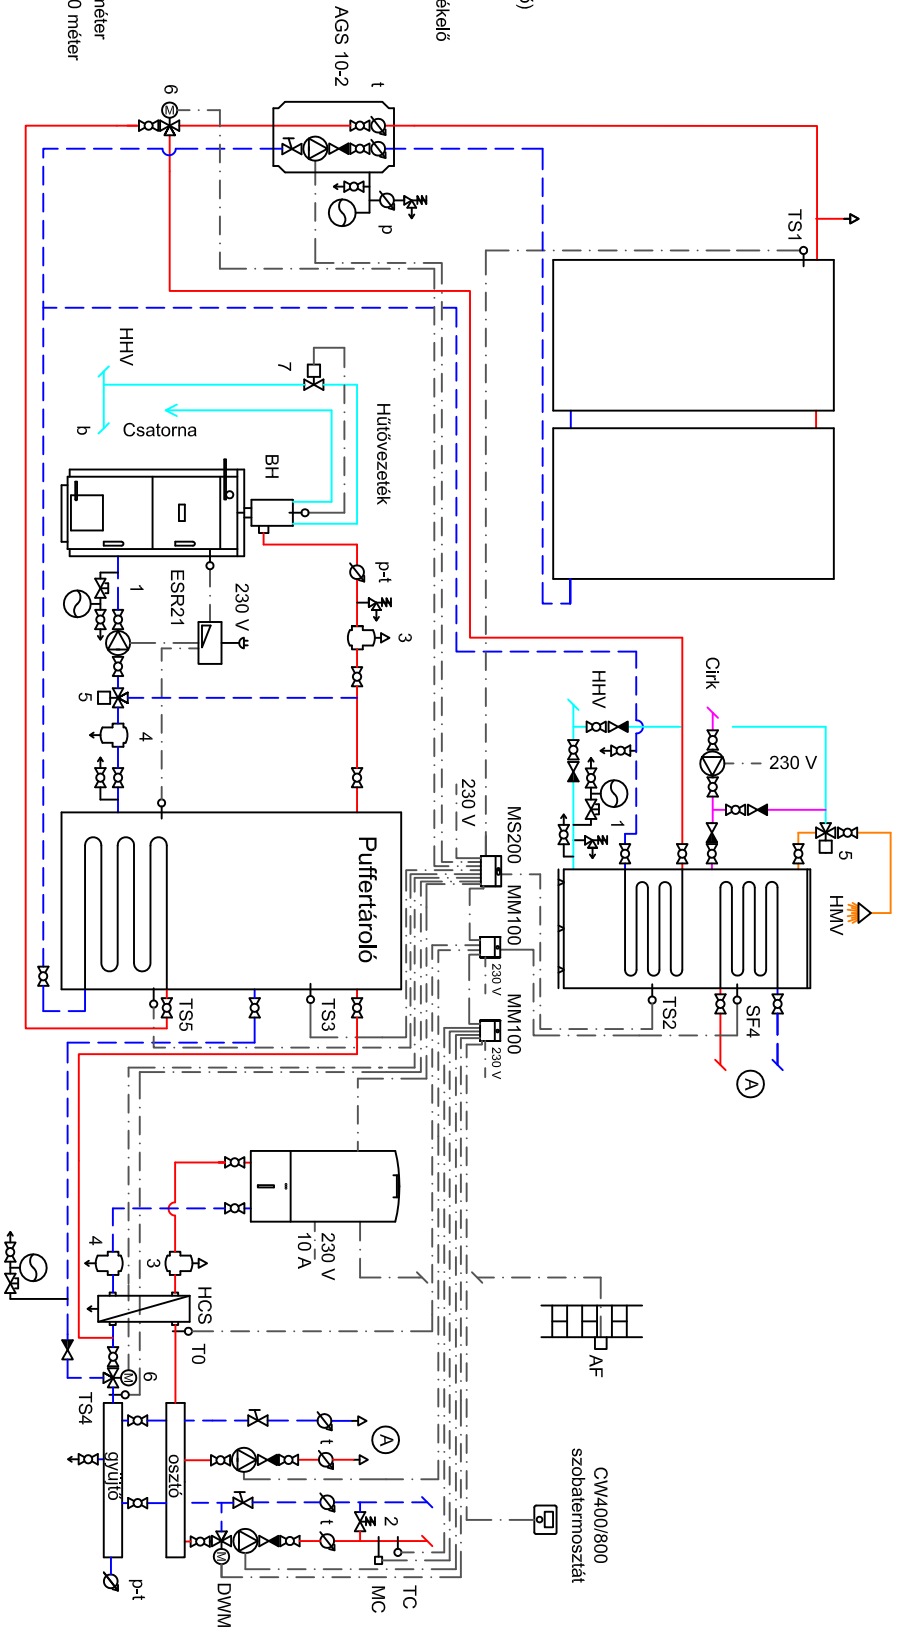 ő)
ékelő
méter
0 méter
AGS 10-2
t
6
M
p
TS1
HHV
b
Csatorna
7
Hűtővezeték
BH
ESR21
230 V
1
p-t
3
5
4
Puffertároló
TS5
TS3
Cirk
230 V
HHV
1
5
HMV
TS2
SF4
A
230 V
MS200
MM100
230 V
MM100
230 V
230 V
10 A
4
3
HCS
T0
6
M
TS4
AF
gyűjtő
osztó
A
t
t
2
M
DWM
MC
TC
p-t
CW400/800
szobatermosztát